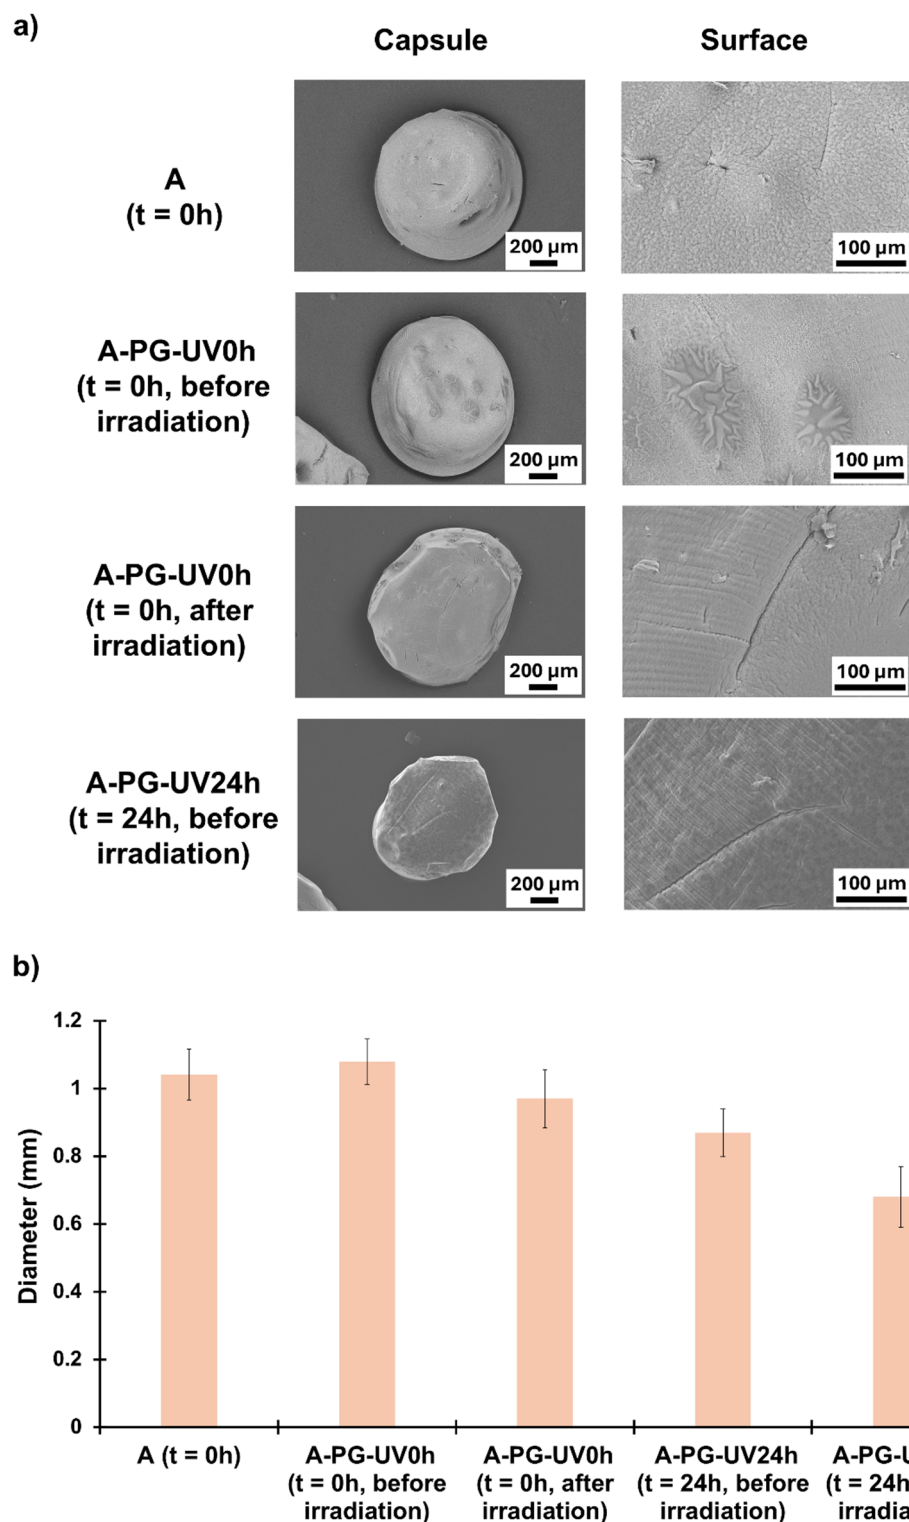 a)
Capsule
Surface
A
(t = 0h)
200 µm
100 µm
A-PG-UV0h
(t = 0h, before
irradiation)
200 µm
100 µm
A-PG-UV0h
(t = 0h, after
irradiation)
200 µm
100 µm
A-PG-UV24h
(t = 24h, before
irradiation)
200 µm
100 µm
b)
Diameter (mm)
1.2
1
0.8
0.6
0.4
0.2
0
A (t = 0h)
A-PG-UV0h
(t = 0h, before
irradiation)
A-PG-UV0h
(t = 0h, after
irradiation)
A-PG-UV24h
(t = 24h, before
irradiation)
(t = 24h